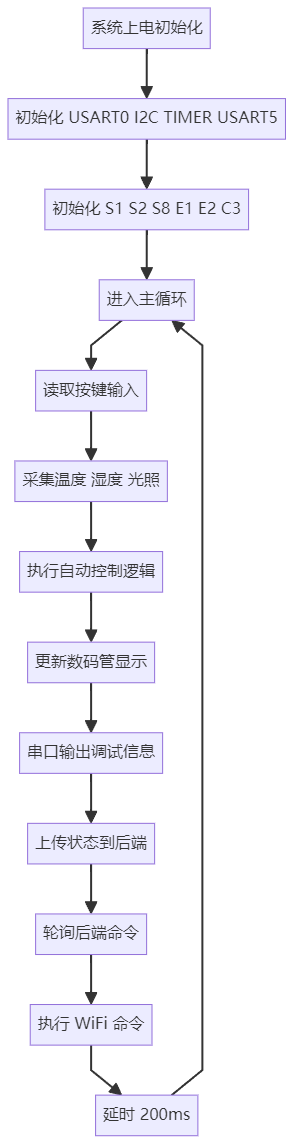 系统上电初始化
初始化 USART0 I2C TIMER USART5
初始化 S1 S2 S8 E1 E2 C3
进入主循环
读取按键输入
采集温度 湿度 光照
执行自动控制逻辑
更新数码管显示
串口输出调试信息
上传状态到后端
轮询后端命令
执行 WiFi 命令
延时 200ms